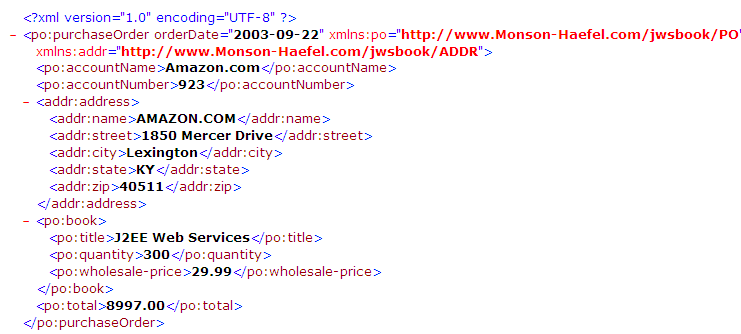 <?xml version="1.0" encoding="UTF-8" ?>
- <po:purchaseOrder orderDate="2003-09-22" xmlns:po="http://www.Monson-Haefel.com/jwsbook/PO"
xmlns:addr="http://www.Monson-Haefel.com/jwsbook/ADDR">
<po:accountName>Amazon.com</po:accountName>
<po:accountNumber>923</po:accountNumber>
- <addr:address>
<addr:name>AMAZON.COM</addr:name>
<addr:street>1850 Mercer Drive</addr:street>
<addr:city>Lexington</addr:city>
<addr:state>KY</addr:state>
<addr:zip>40511</addr:zip>
</addr:address>
- <po:book>
<po:title>J2EE Web Services</po:title>
<po:quantity>300</po:quantity>
<po:wholesale-price>29.99</po:wholesale-price>
</po:book>
<po:total>8997.00</po:total>
</po:purchaseOrder>